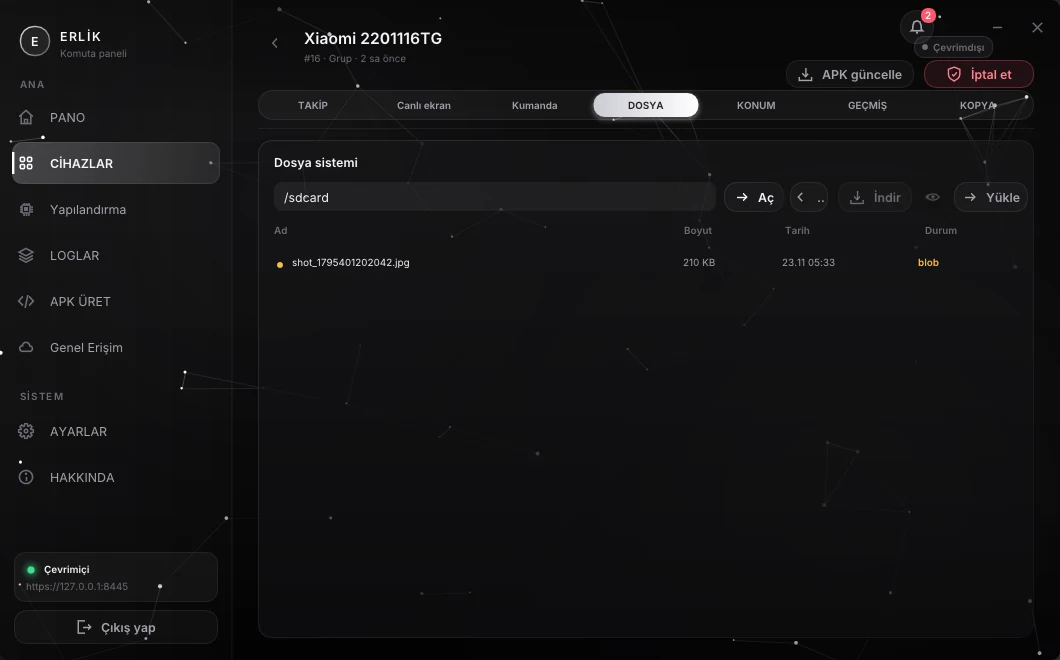 E
ERLİK
Komuta paneli
ANA
PANO
CİHAZLAR
Yapılandırma
LOGLAR
APK ÜRET
Genel Erişim
SİSTEM
AYARLAR
HAKKINDA
Çevrimiçi
https://127.0.0.1:8445
Çıkış yap
Xiaomi 2201116TG
#16 · Grup · 2 sa önce
2
Çevrimdışı
APK güncelle
İptal et
TAKİP
Canlı ekran
Kumanda
DOSYA
KONUM
GEÇMİŞ
KOPYA
Dosya sistemi
/sdcard
Aç
..
İndir
Yükle
Ad Boyut Tarih Durum
shot_1795401202042.jpg 210 KB 23.11 05:33 blob